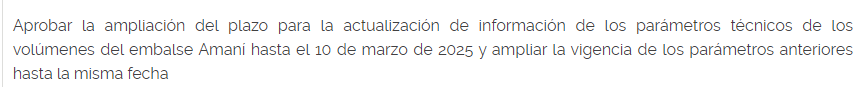 Aprobar la ampliación del plazo para la actualización de información de los parámetros técnicos de los
volúmenes del embalse Amaní hasta el 10 de marzo de 2025 y ampliar la vigencia de los parámetros anteriores
hasta la misma fecha